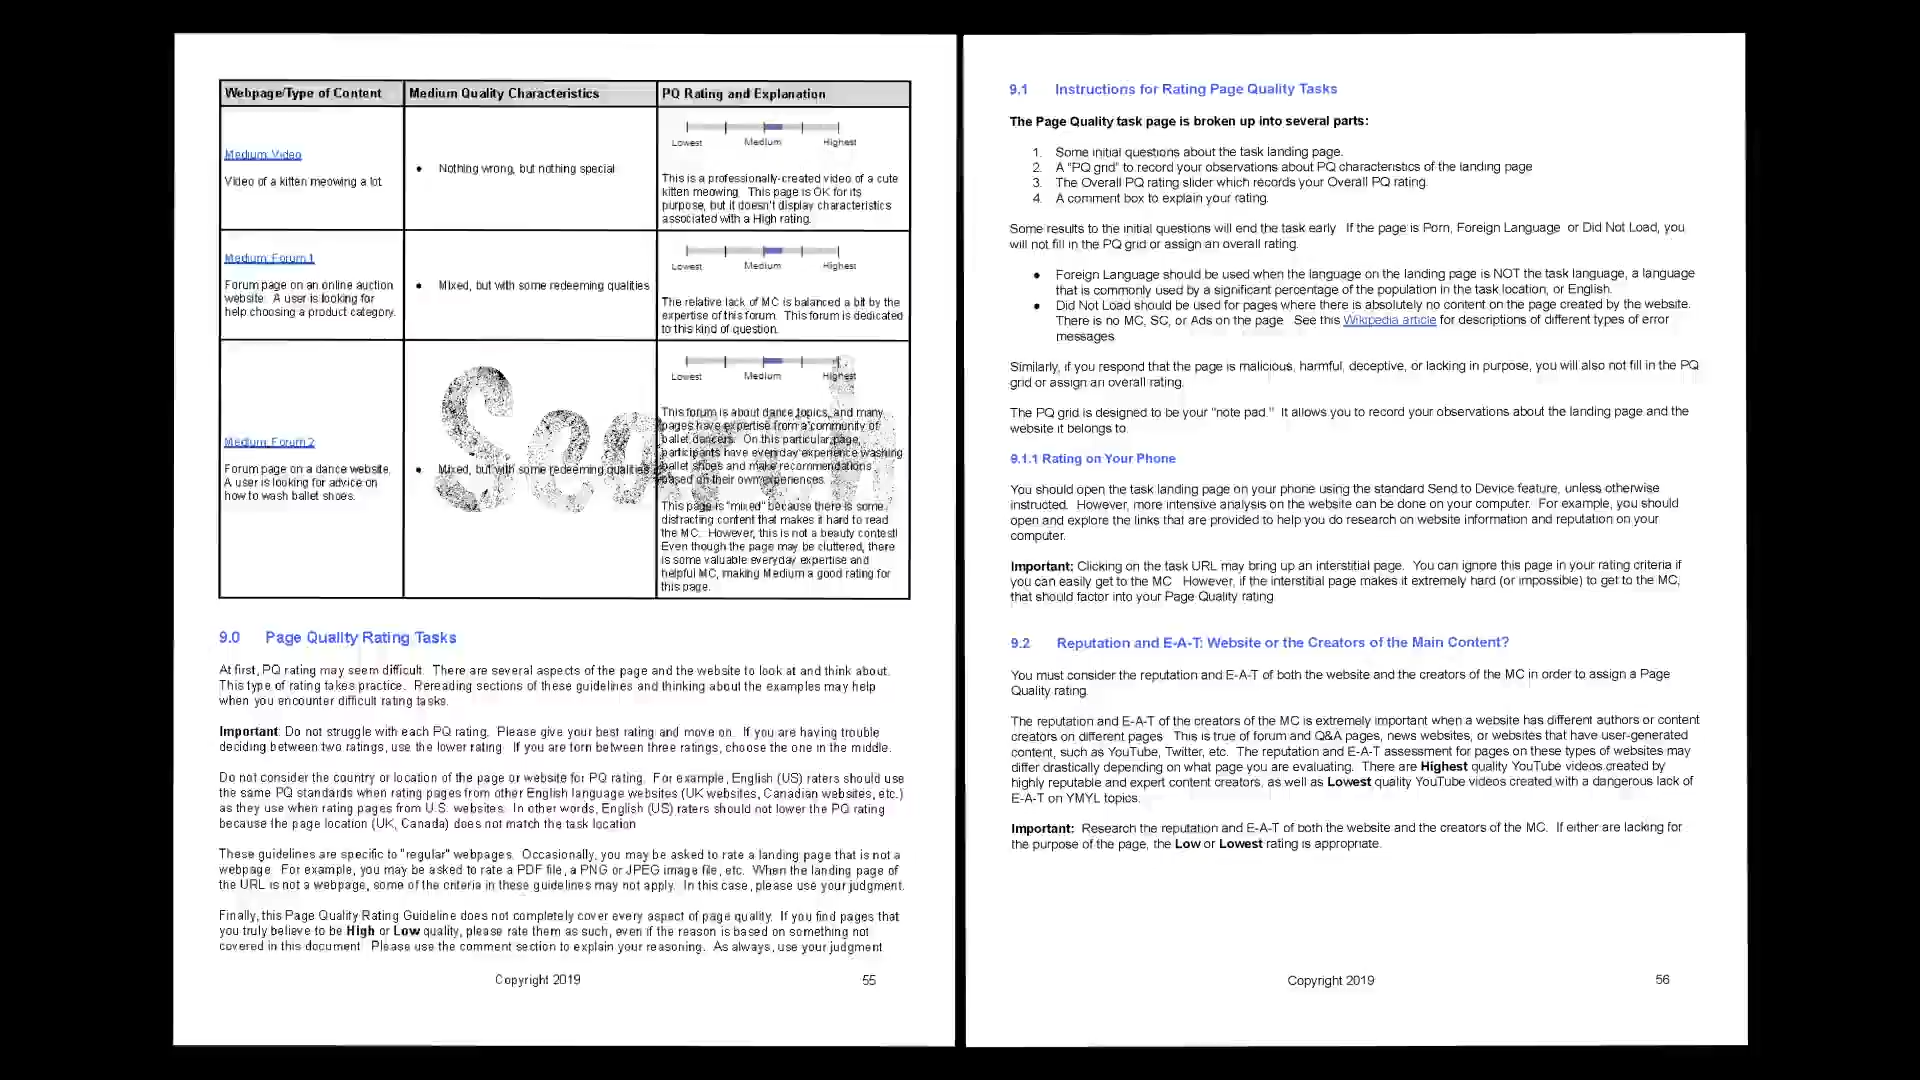 Webpage/Type of Content
Medium Quality Characteristics
PQ Rating and Explanation
Medium: Video
Video of a kitten meowing a lot
Nothing wrong, but nothing special
Lowest Medium Highest
This is a professionally-created video of a cute
kitten meowing. This page is OK for its
purpose, but it doesn't display characteristics
associated with a High rating.
Medium: Forum 1
Forum page on an online auction
website. A user is looking for
help choosing a product category.
Mixed, but with some redeeming qualities
Lowest Medium Highest
The relative lack of MC is balanced a bit by the
expertise of this forum. This forum is dedicated
to this kind of question.
Medium: Forum 2
Forum page on a dance website.
A user is looking for advice on
how to wash ballet shoes.
Mixed, but with some redeeming qualities
Lowest Medium Highest
This forum is about dance topics, and many
pages have expertise from a community of
ballet dancers. On this particular page,
participants have everyday experience washing
ballet shoes and make recommendations
based on their own experiences.
This page is "mixed" because there is some
distracting content that makes it hard to read
the MC. However, this is not a beauty contest!
Even though the page may be cluttered, there
is some valuable everyday expertise and
helpful MC, making Medium a good rating for
this page.
Search
9.0 Page Quality Rating Tasks
At first, PQ rating may seem difficult. There are several aspects of the page and the website to look at and think about.
This type of rating takes practice. Rereading sections of these guidelines and thinking about the examples may help
when you encounter difficult rating tasks.
Important: Do not struggle with each PQ rating. Please give your best rating and move on. If you are having trouble
deciding between two ratings, use the lower rating. If you are torn between three ratings, choose the one in the middle.
Do not consider the country or location of the page or website for PQ rating. For example, English (US) raters should use
the same PQ standards when rating pages from other English language websites (UK websites, Canadian websites, etc.)
as they use when rating pages from U.S. websites. In other words, English (US) raters should not lower the PQ rating
because the page location (UK, Canada) does not match the task location.
These guidelines are specific to "regular" webpages. Occasionally, you may be asked to rate a landing page that is not a
webpage. For example, you may be asked to rate a PDF file, a PNG or JPEG image file, etc. When the landing page of
the URL is not a webpage, some of the criteria in these guidelines may not apply. In this case, please use your judgment.
Finally, this Page Quality Rating Guideline does not completely cover every aspect of page quality. If you find pages that
you truly believe to be High or Low quality, please rate them as such, even if the reason is based on something not
covered in this document. Please use the comment section to explain your reasoning. As always, use your judgment
Copyright 2019 55
9.1 Instructions for Rating Page Quality Tasks
The Page Quality task page is broken up into several parts:
1. Some initial questions about the task landing page.
2. A "PQ grid" to record your observations about PQ characteristics of the landing page
3. The Overall PQ rating slider which records your Overall PQ rating.
4. A comment box to explain your rating.
Some results to the initial questions will end the task early. If the page is Porn, Foreign Language or Did Not Load, you
will not fill in the PQ grid or assign an overall rating.
Foreign Language should be used when the language on the landing page is NOT the task language, a language
that is commonly used by a significant percentage of the population in the task location, or English.
Did Not Load should be used for pages where there is absolutely no content on the page created by the website.
There is no MC, SC, or Ads on the page. See this Wikipedia article for descriptions of different types of error
messages.
Similarly, if you respond that the page is malicious, harmful, deceptive, or lacking in purpose, you will also not fill in the PQ
grid or assign an overall rating.
The PQ grid is designed to be your "note pad." It allows you to record your observations about the landing page and the
website it belongs to.
9.1.1 Rating on Your Phone
You should open the task landing page on your phone using the standard Send to Device feature, unless otherwise
instructed. However, more intensive analysis on the website can be done on your computer. For example, you should
open and explore the links that are provided to help you do research on website information and reputation on your
computer.
Important: Clicking on the task URL may bring up an interstitial page. You can ignore this page in your rating criteria if
you can easily get to the MC. However, if the interstitial page makes it extremely hard (or impossible) to get to the MC,
that should factor into your Page Quality rating.
9.2 Reputation and E-A-T: Website or the Creators of the Main Content?
You must consider the reputation and E-A-T of both the website and the creators of the MC in order to assign a Page
Quality rating.
The reputation and E-A-T of the creators of the MC is extremely important when a website has different authors or content
creators on different pages. This is true of forum and Q&A pages, news websites, or websites that have user-generated
content, such as YouTube, Twitter, etc. The reputation and E-A-T assessment for pages on these types of websites may
differ drastically depending on what page you are evaluating. There are Highest quality YouTube videos created by
highly reputable and expert content creators, as well as Lowest quality YouTube videos created with a dangerous lack of
E-A-T on YMYL topics.
Important: Research the reputation and E-A-T of both the website and the creators of the MC. If either are lacking for
the purpose of the page, the Low or Lowest rating is appropriate.
Copyright 2019 56